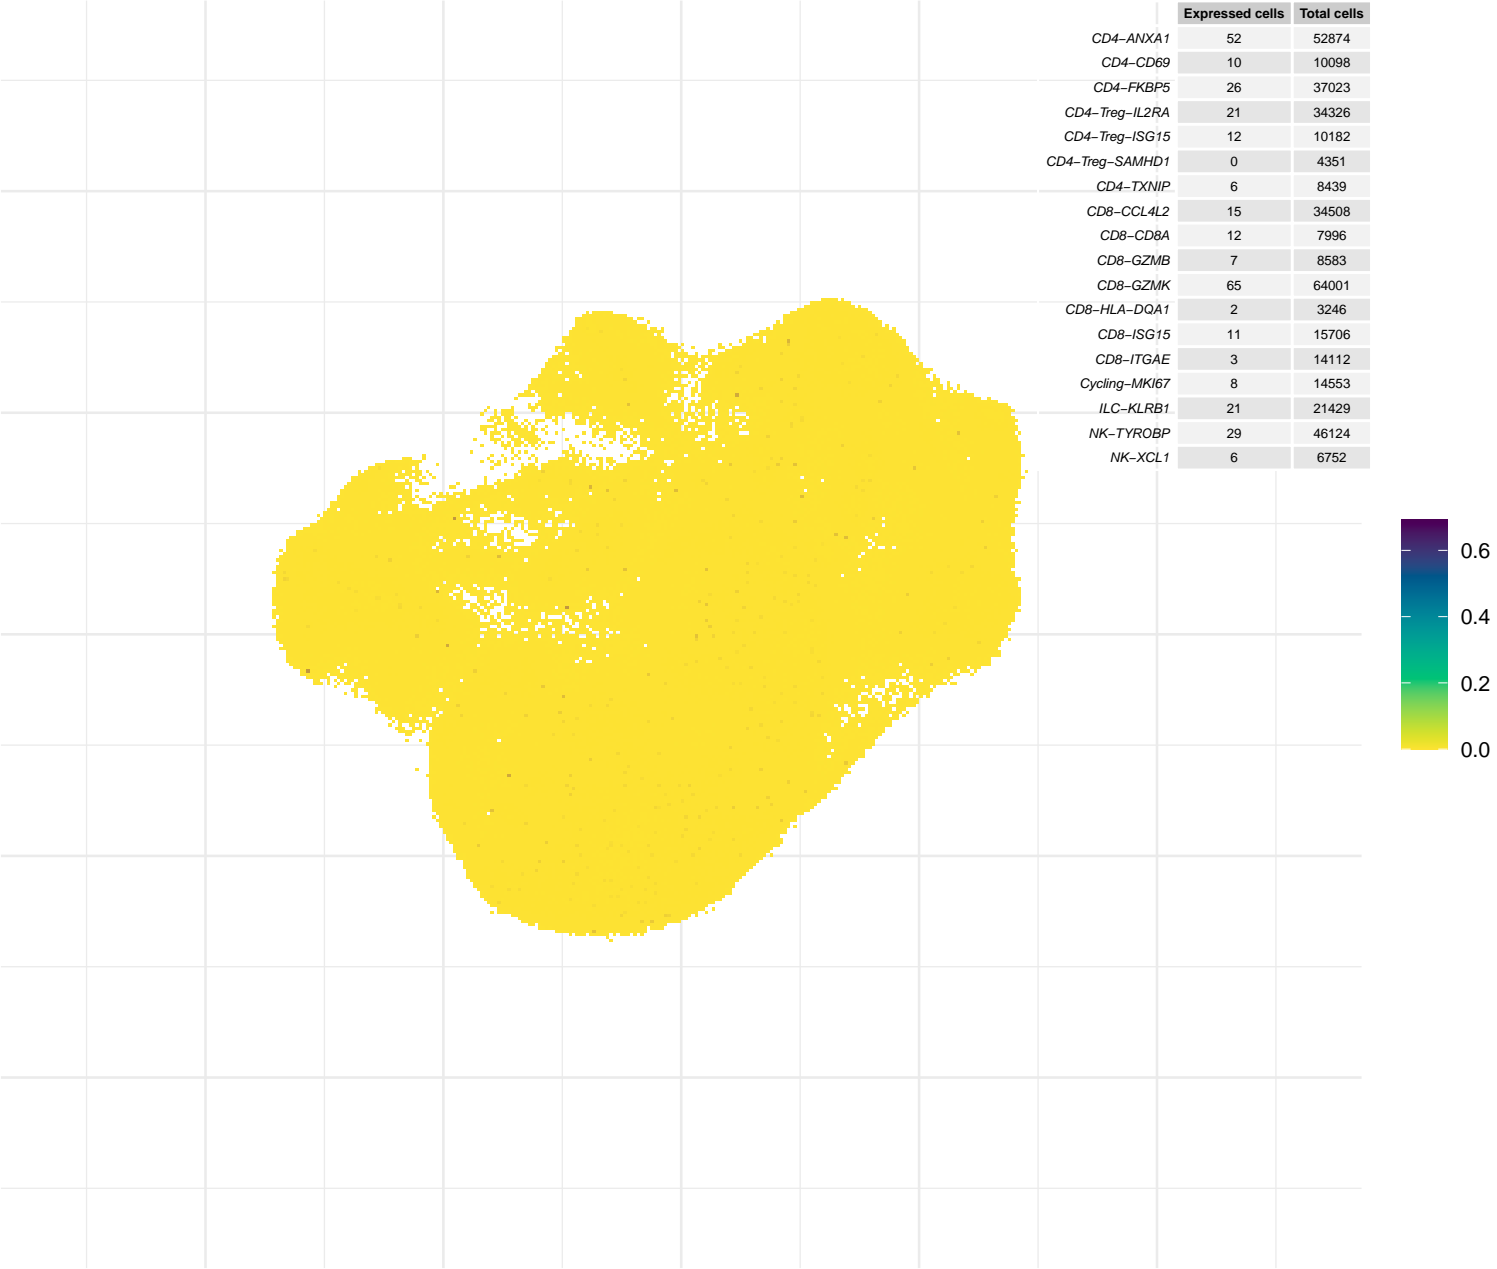 Expressed cells Total cells
CD4−ANXA1 52 52874
CD4−CD69 10 10098
CD4−FKBP5 26 37023
CD4−Treg−IL2RA 21 34326
CD4−Treg−ISG15 12 10182
CD4−Treg−SAMHD1 0 4351
CD4−TXNIP 6 8439
CD8−CCL4L2 15 34508
CD8−CD8A 12 7996
CD8−GZMB 7 8583
CD8−GZMK 65 64001
CD8−HLA−DQA1 2 3246
CD8−ISG15 11 15706
CD8−ITGAE 3 14112
Cycling−MKI67 8 14553
ILC−KLRB1 21 21429
NK−TYROBP 29 46124
NK−XCL1 6 6752
0.6
0.4
0.2
0.0